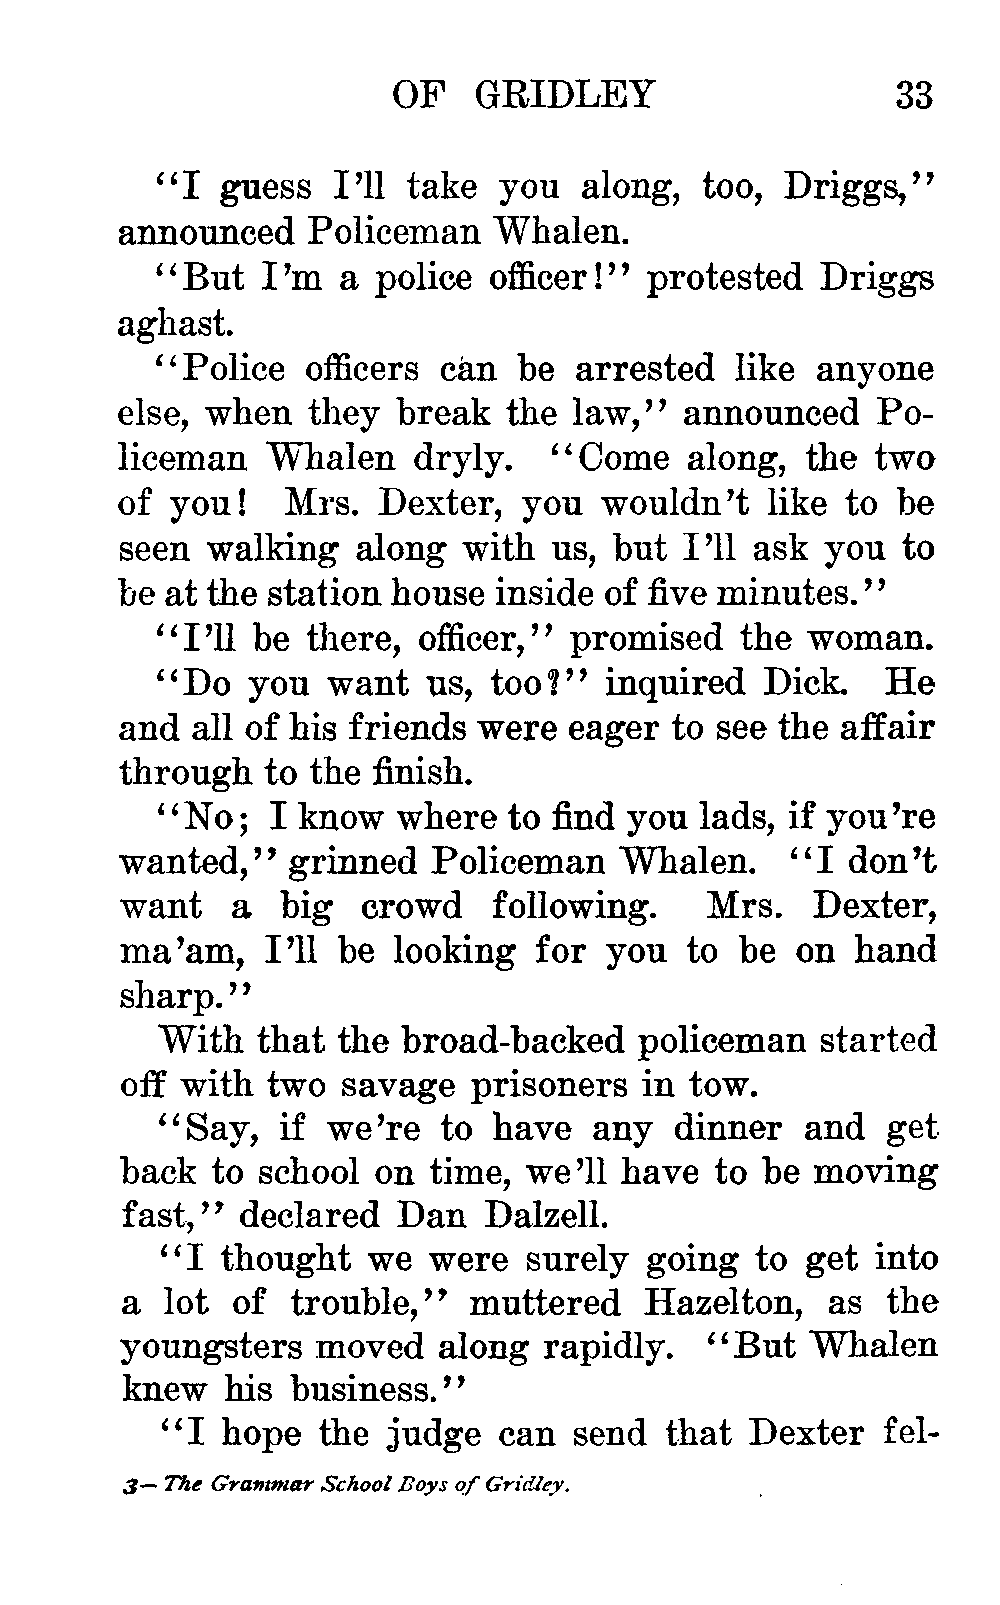 OF GRIDLEY 33
"I guess I'll take you along, too, Driggs,"
announced Policeman Whalen.
"But I'm a police officer!" protested Driggs
aghast.
"Police officers can be arrested like anyone
else, when they break the law," announced Po-
liceman Whalen dryly. "Come along, the two
of you! Mrs. Dexter, you wouldn't like to be
seen walking along with us, but I'll ask you to
be at the station house inside of five minutes."
"I'll be there, officer," promised the woman.
"Do you want us, too?" inquired Dick. He
and all of his friends were eager to see the affair
through to the finish.
"No; I know where to find you lads, if you're
wanted," grinned Policeman Whalen. "I don't
want a big crowd following. Mrs. Dexter,
ma'am, I'll be looking for you to be on hand
sharp."
With that the broad-backed policeman started
off with two savage prisoners in tow.
"Say, if we're to have any dinner and get
back to school on time, we'll have to be moving
fast," declared Dan Dalzell.
"I thought we were surely going to get into
a lot of trouble," muttered Hazelton, as the
youngsters moved along rapidly. "But Whalen
knew his business."
"I hope the judge can send that Dexter fel-
3—The Grammar School Boys of Gridley.